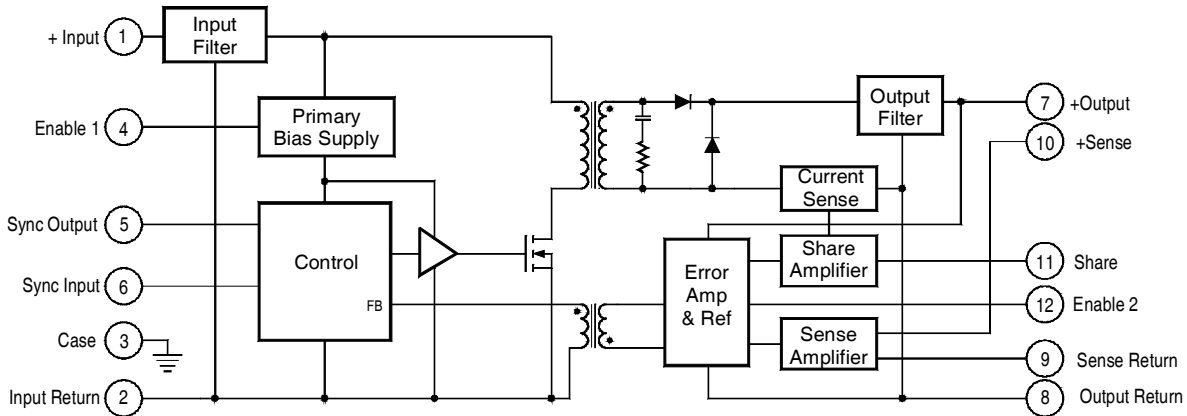 + Input
1
Input
Filter
Enable 1
4
Primary
Bias Supply
Sync Output
5
Sync Input
6
Control
FB
Case
3
Input Return
2
Output
Filter
7
+Output
10
+Sense
Current
Sense
Share
Amplifier
11
Share
Error
Amp
& Ref
12
Enable 2
Sense
Amplifier
9
Sense Return
8
Output Return